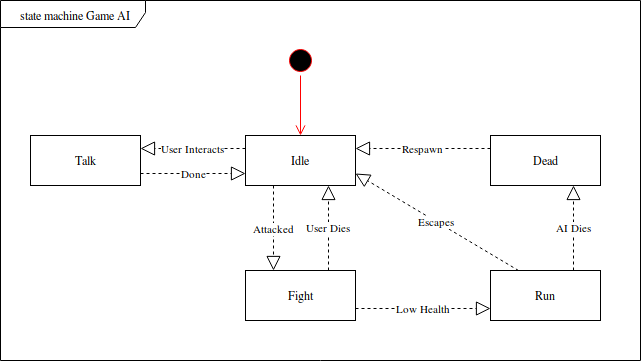 state machine Game AI
Talk
User Interacts
Idle
Respawn
Dead
Done
Escapes
Attacked
User Dies
AI Dies
Fight
Low Health
Run